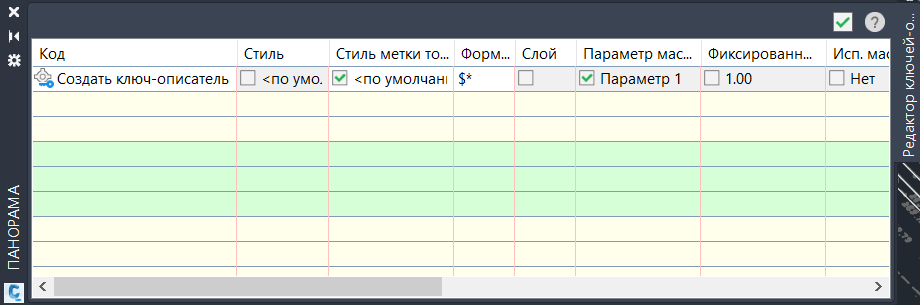 Код Стиль Стиль метки то... Форм... Слой Параметр мас... Фиксированн... Исп. мас
Создать ключ-описатель <по умо. <по умолчан $* Параметр 1 1.00 Нет
ПАНОРАМА
Редактор ключей-о...